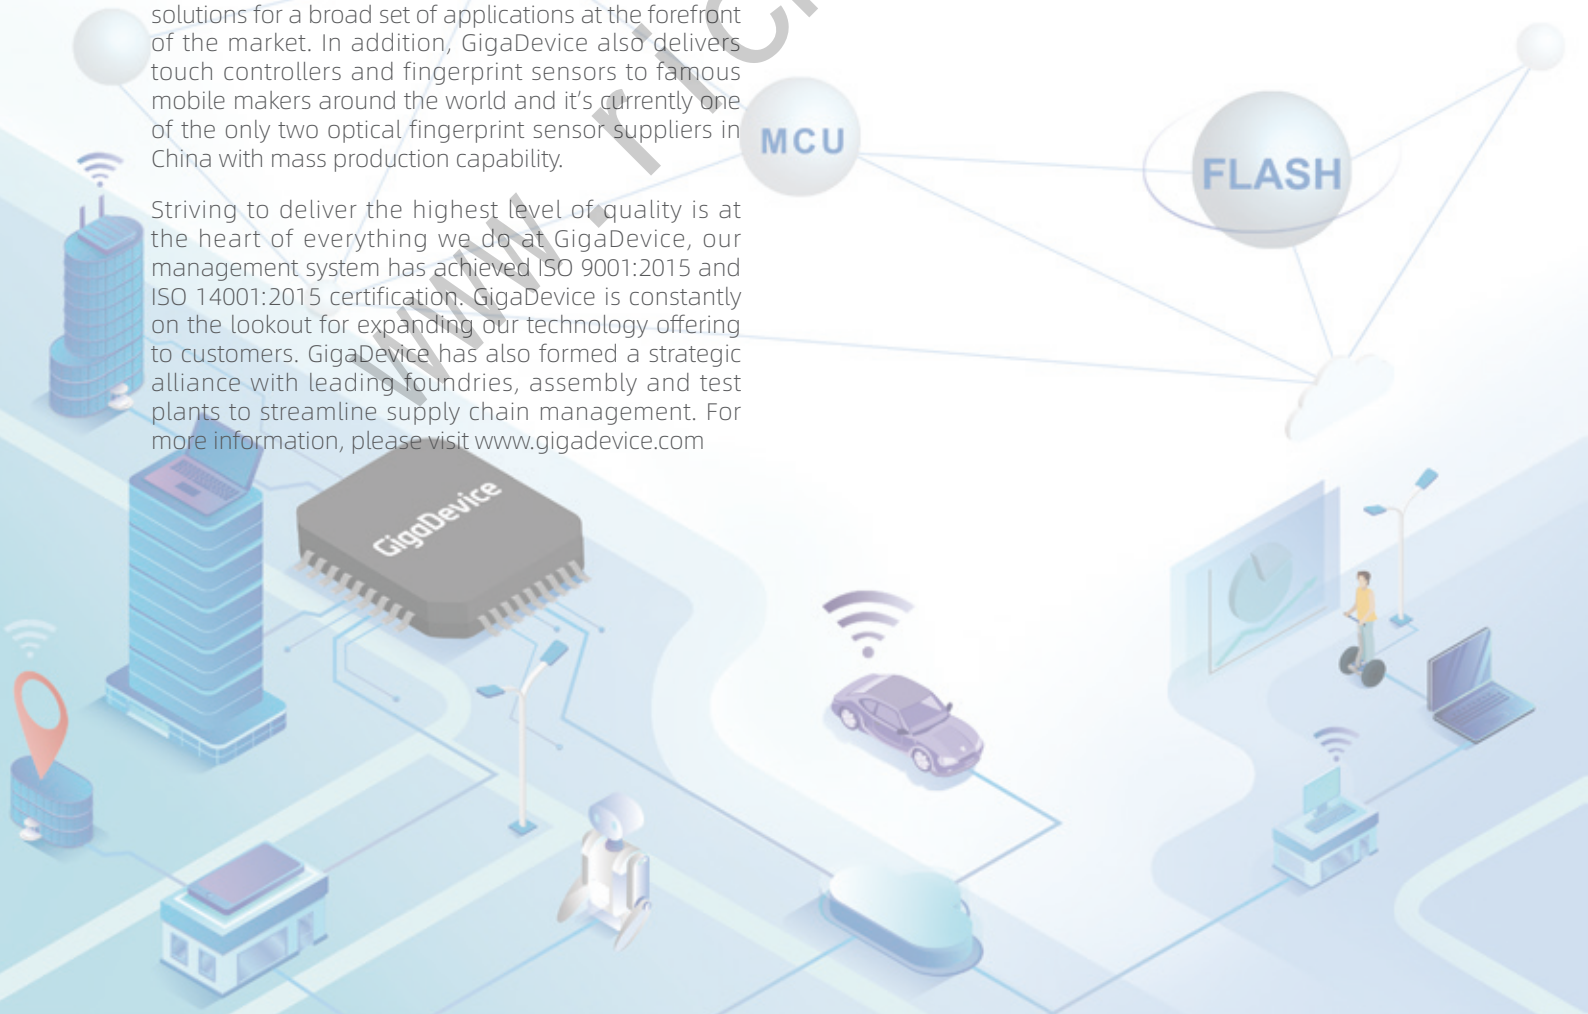 solutions for a broad set of applications at the forefront
of the market. In addition, GigaDevice also delivers
touch controllers and fingerprint sensors to famous
mobile makers around the world and it's currently one
of the only two optical fingerprint sensor suppliers in
China with mass production capability.
Striving to deliver the highest level of quality is at
the heart of everything we do at GigaDevice, our
management system has achieved ISO 9001:2015 and
ISO 14001:2015 certification. GigaDevice is constantly
on the lookout for expanding our technology offering
to customers. GigaDevice has also formed a strategic
alliance with leading foundries, assembly and test
plants to streamline supply chain management. For
more information, please visit www.gigadevice.com
MCU
FLASH
GigaDevice
www.ric